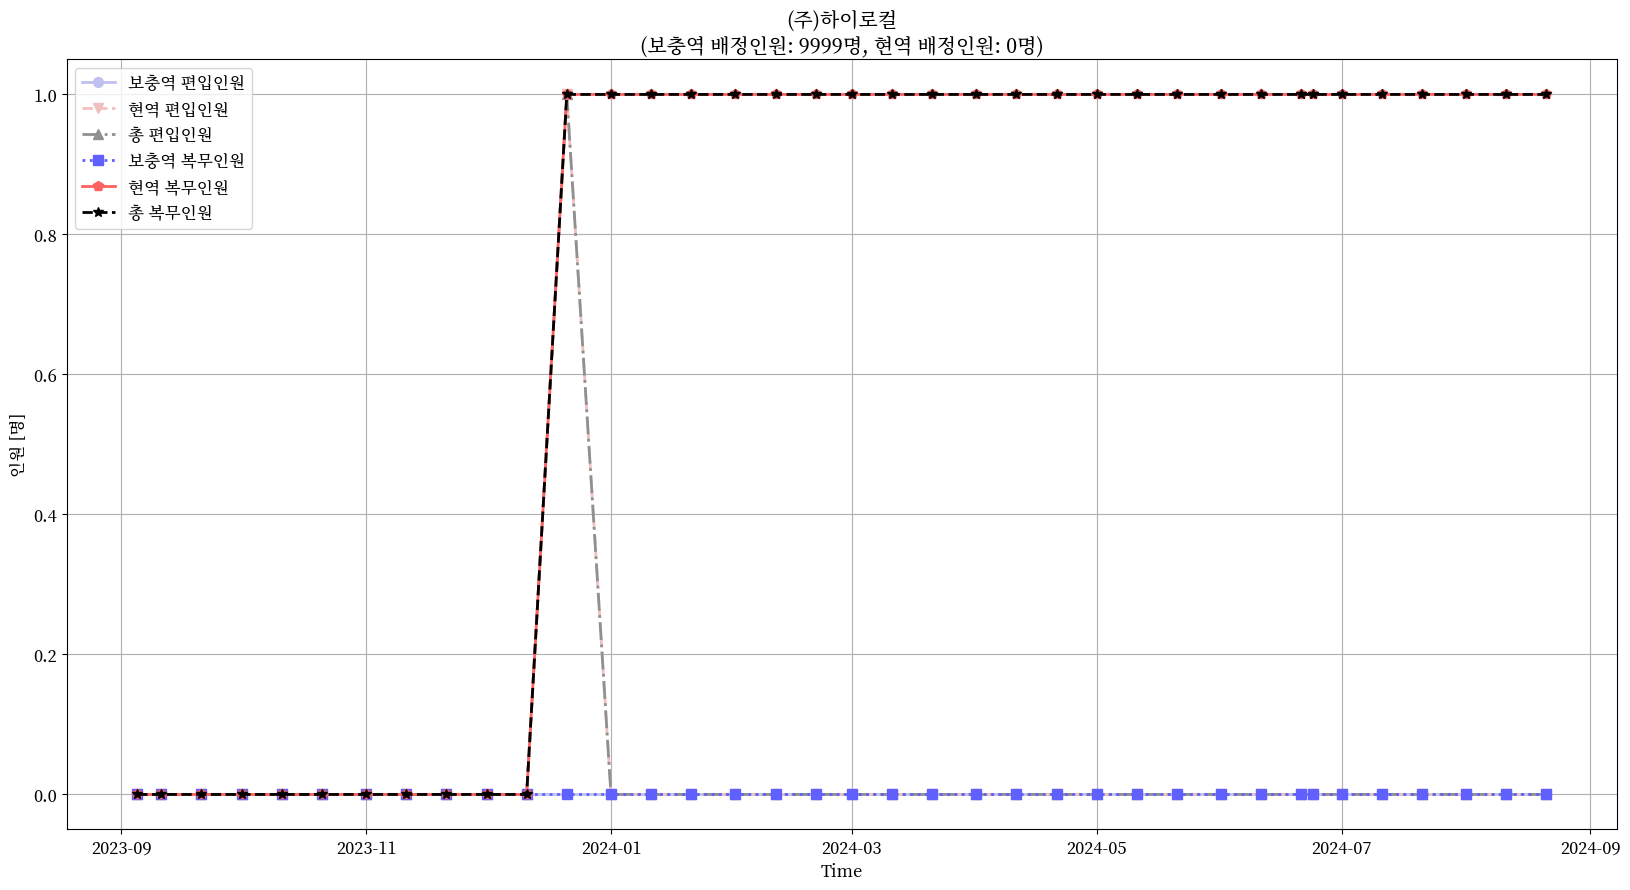 (주)하이로컬
(보충역 배정인원: 9999명, 현역 배정인원: 0명)
보충역 편입인원
현역 편입인원
총 편입인원
보충역 복무인원
현역 복무인원
총 복무인원
인원 [명]
1.0
0.8
0.6
0.4
0.2
0.0
2023-09 2023-11 2024-01 2024-03 2024-05 2024-07 2024-09
Time